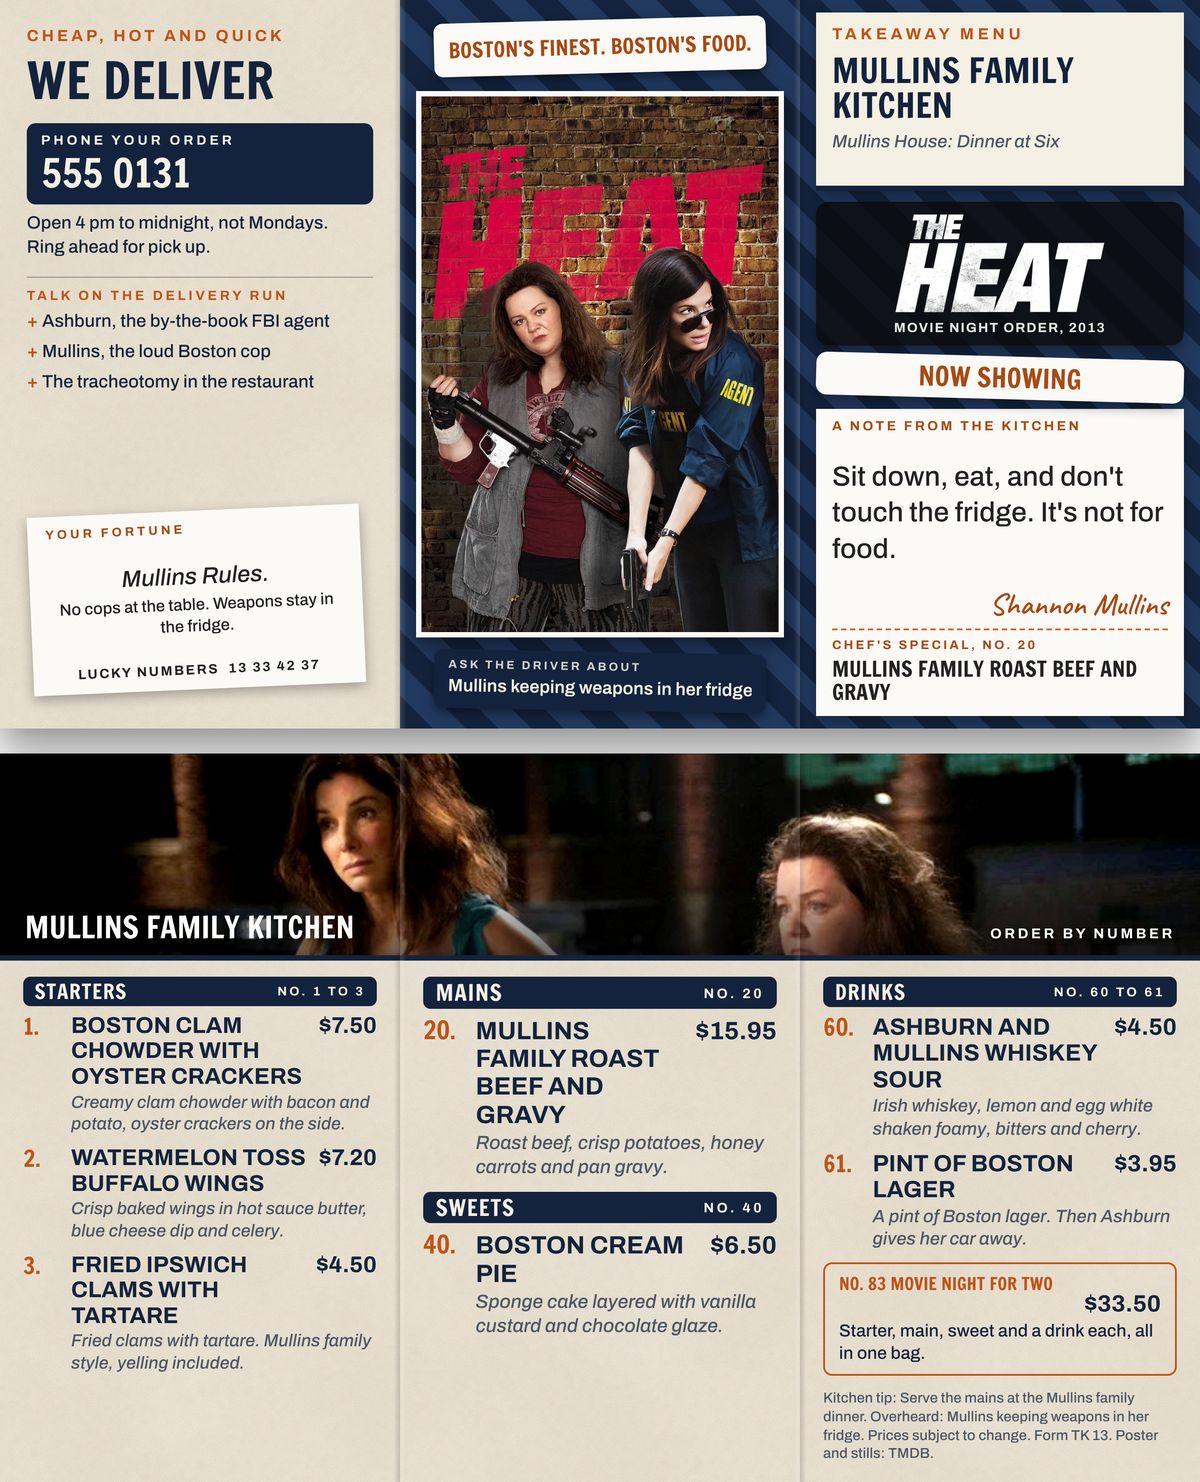 CHEAP, HOT AND QUICK
WE DELIVER
PHONE YOUR ORDER
555 0131
Open 4 pm to midnight, not Mondays.
Ring ahead for pick up.
TALK ON THE DELIVERY RUN
+ Ashburn, the by-the-book FBI agent
+ Mullins, the loud Boston cop
+ The tracheotomy in the restaurant
YOUR FORTUNE
Mullins Rules.
No cops at the table. Weapons stay in
the fridge.
LUCKY NUMBERS 13 33 42 37
BOSTON'S FINEST. BOSTON'S FOOD.
THE
HEAT
AGENT
GENT
ASK THE DRIVER ABOUT
Mullins keeping weapons in her fridge
TAKEAWAY MENU
MULLINS FAMILY
KITCHEN
Mullins House: Dinner at Six
THE
HEAT
MOVIE NIGHT ORDER, 2013
NOW SHOWING
A NOTE FROM THE KITCHEN
Sit down, eat, and don't
touch the fridge. It's not for
food.
Shannon Mullins
CHEF'S SPECIAL, NO. 20
MULLINS FAMILY ROAST BEEF AND
GRAVY
MULLINS FAMILY KITCHEN
ORDER BY NUMBER
STARTERS NO. 1 TO 3
1. BOSTON CLAM $7.50
CHOWDER WITH
OYSTER CRACKERS
Creamy clam chowder with bacon and
potato, oyster crackers on the side.
2. WATERMELON TOSS $7.20
BUFFALO WINGS
Crisp baked wings in hot sauce butter,
blue cheese dip and celery.
3. FRIED IPSWICH $4.50
CLAMS WITH
TARTARE
Fried clams with tartare. Mullins family
style, yelling included.
MAINS NO. 20
20. MULLINS $15.95
FAMILY ROAST
BEEF AND
GRAVY
Roast beef, crisp potatoes, honey
carrots and pan gravy.
SWEETS NO. 40
40. BOSTON CREAM $6.50
PIE
Sponge cake layered with vanilla
custard and chocolate glaze.
DRINKS NO. 60 TO 61
60. ASHBURN AND $4.50
MULLINS WHISKEY
SOUR
Irish whiskey, lemon and egg white
shaken foamy, bitters and cherry.
61. PINT OF BOSTON $3.95
LAGER
A pint of Boston lager. Then Ashburn
gives her car away.
NO. 83 MOVIE NIGHT FOR TWO
$33.50
Starter, main, sweet and a drink each, all
in one bag.
Kitchen tip: Serve the mains at the Mullins family
dinner. Overheard: Mullins keeping weapons in her
fridge. Prices subject to change. Form TK 13. Poster
and stills: TMDB.